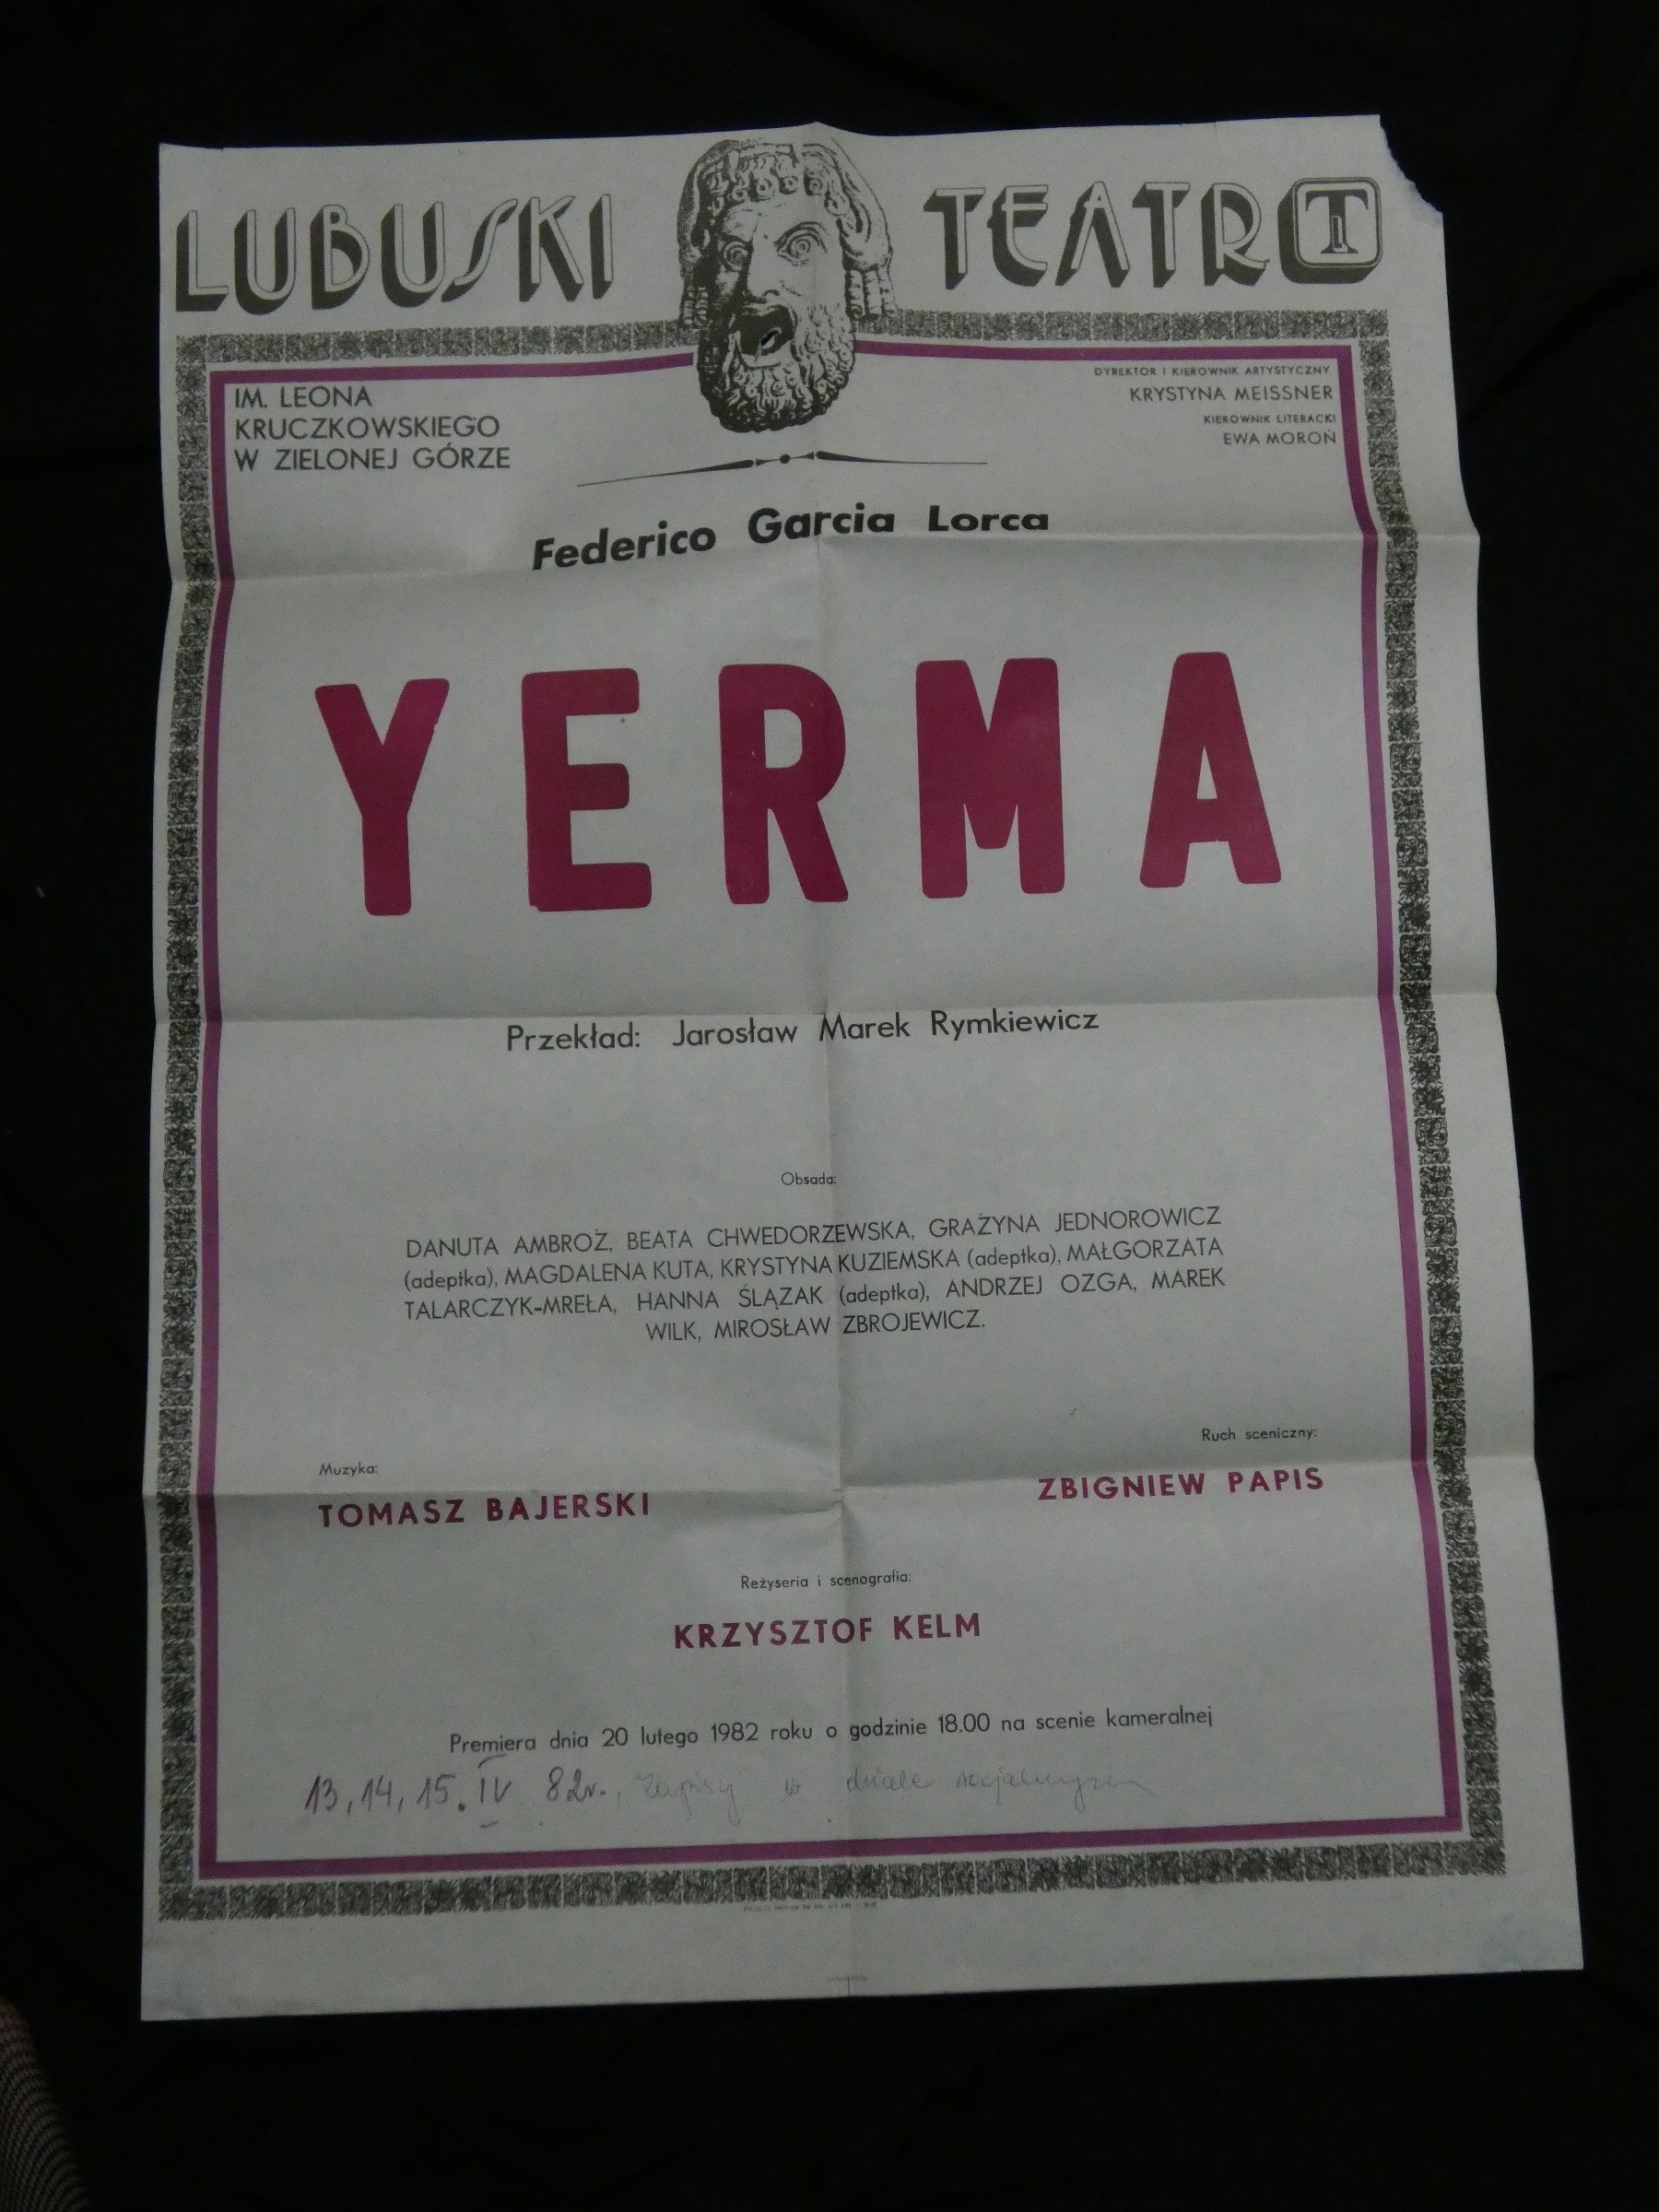 LUBUSKI TEATR
LT
IM. LEONA
KRUCZKOWSKIEGO
W ZIELONEJ GÓRZE
DYREKTOR I KIEROWNIK ARTYSTYCZNY
KRYSTYNA MEISSNER
KIEROWNIK LITERACKI
EWA MOROŃ
Federico Garcia Lorca
YERMA
Przekład: Jarosław Marek Rymkiewicz
Obsada:
DANUTA AMBROŻ, BEATA CHWEDORZEWSKA, GRAŻYNA JEDNOROWICZ
(adeptka), MAGDALENA KUTA, KRYSTYNA KUZIEMSKA (adeptka), MAŁGORZATA
TALARCZYK-MREŁA, HANNA ŚLĄZAK (adeptka), ANDRZEJ OZGA, MAREK
WILK, MIROSŁAW ZBROJEWICZ.
Muzyka:
TOMASZ BAJERSKI
Ruch sceniczny:
ZBIGNIEW PAPIS
Reżyseria i scenografia:
KRZYSZTOF KELM
Premiera dnia 20 lutego 1982 roku o godzinie 18.00 na scenie kameralnej
13, 14, 15. IV 82r., zapisy w dziale socjalnym